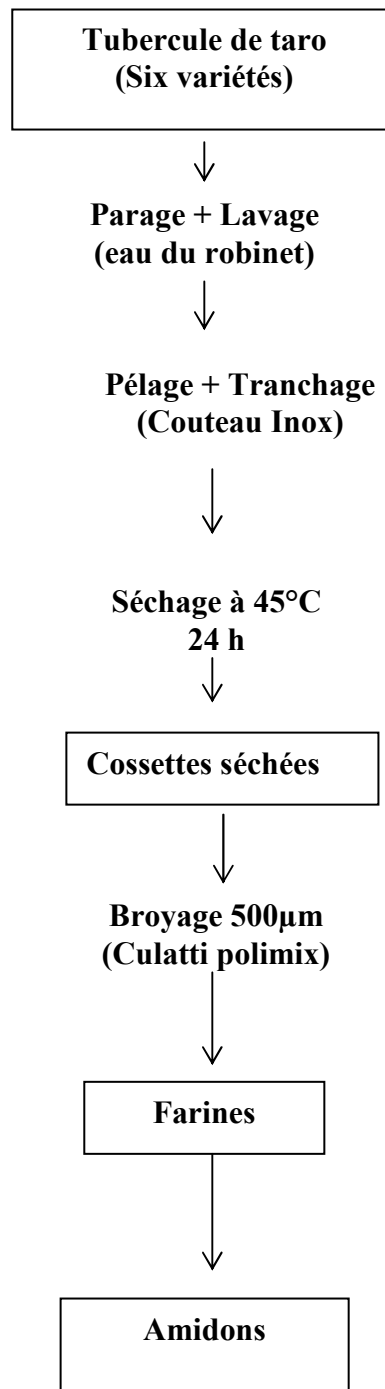 Tubercule de taro
(Six variétés)
Parage + Lavage
(eau du robinet)
Pélage + Tranchage
(Couteau Inox)
Séchage à 45°C
24 h
Cossettes séchées
Broyage 500µm
(Culatti polimix)
Farines
Amidons